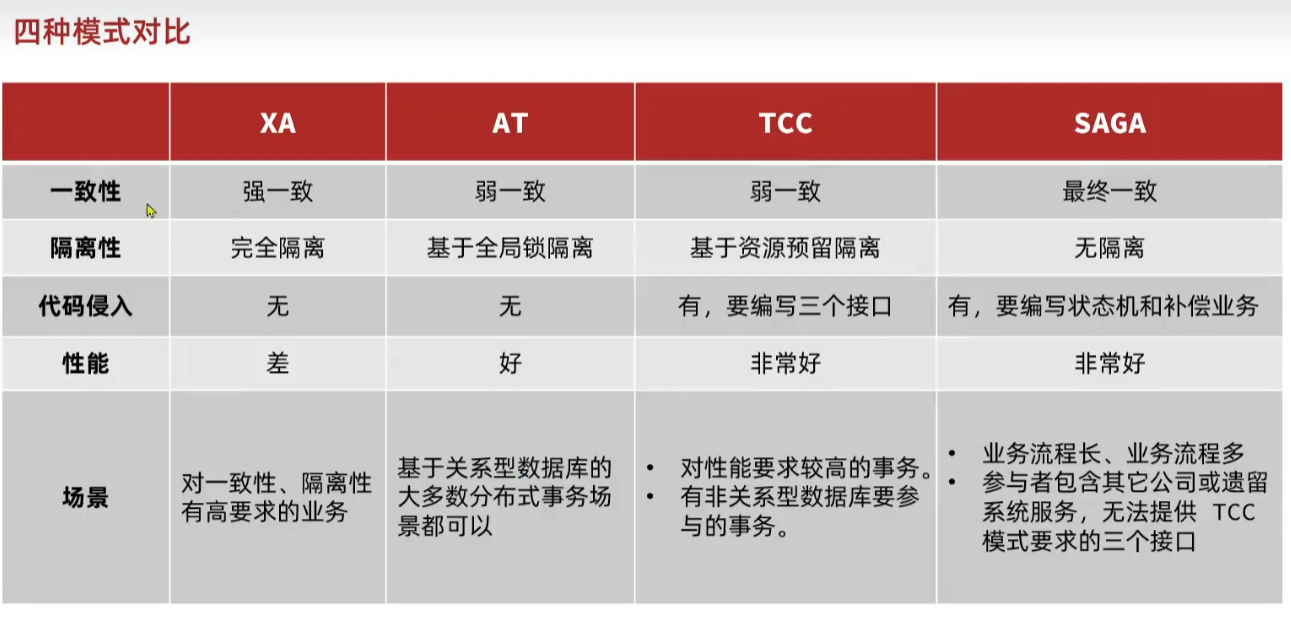 四种模式对比
XA
AT
TCC
SAGA
一致性
强一致
弱一致
弱一致
最终一致
隔离性
完全隔离
基于全局锁隔离
基于资源预留隔离
无隔离
代码侵入
无
无
有，要编写三个接口
有，要编写状态机和补偿业务
性能
差
好
非常好
非常好
场景
对一致性、隔离性
有高要求的业务
基于关系型数据库的
大多数分布式事务场
景都可以
• 对性能要求较高的事务。
• 有非关系型数据库要参
与的事务。
• 业务流程长、业务流程多
• 参与者包含其它公司或遗留
系统服务，无法提供 TCC
模式要求的三个接口